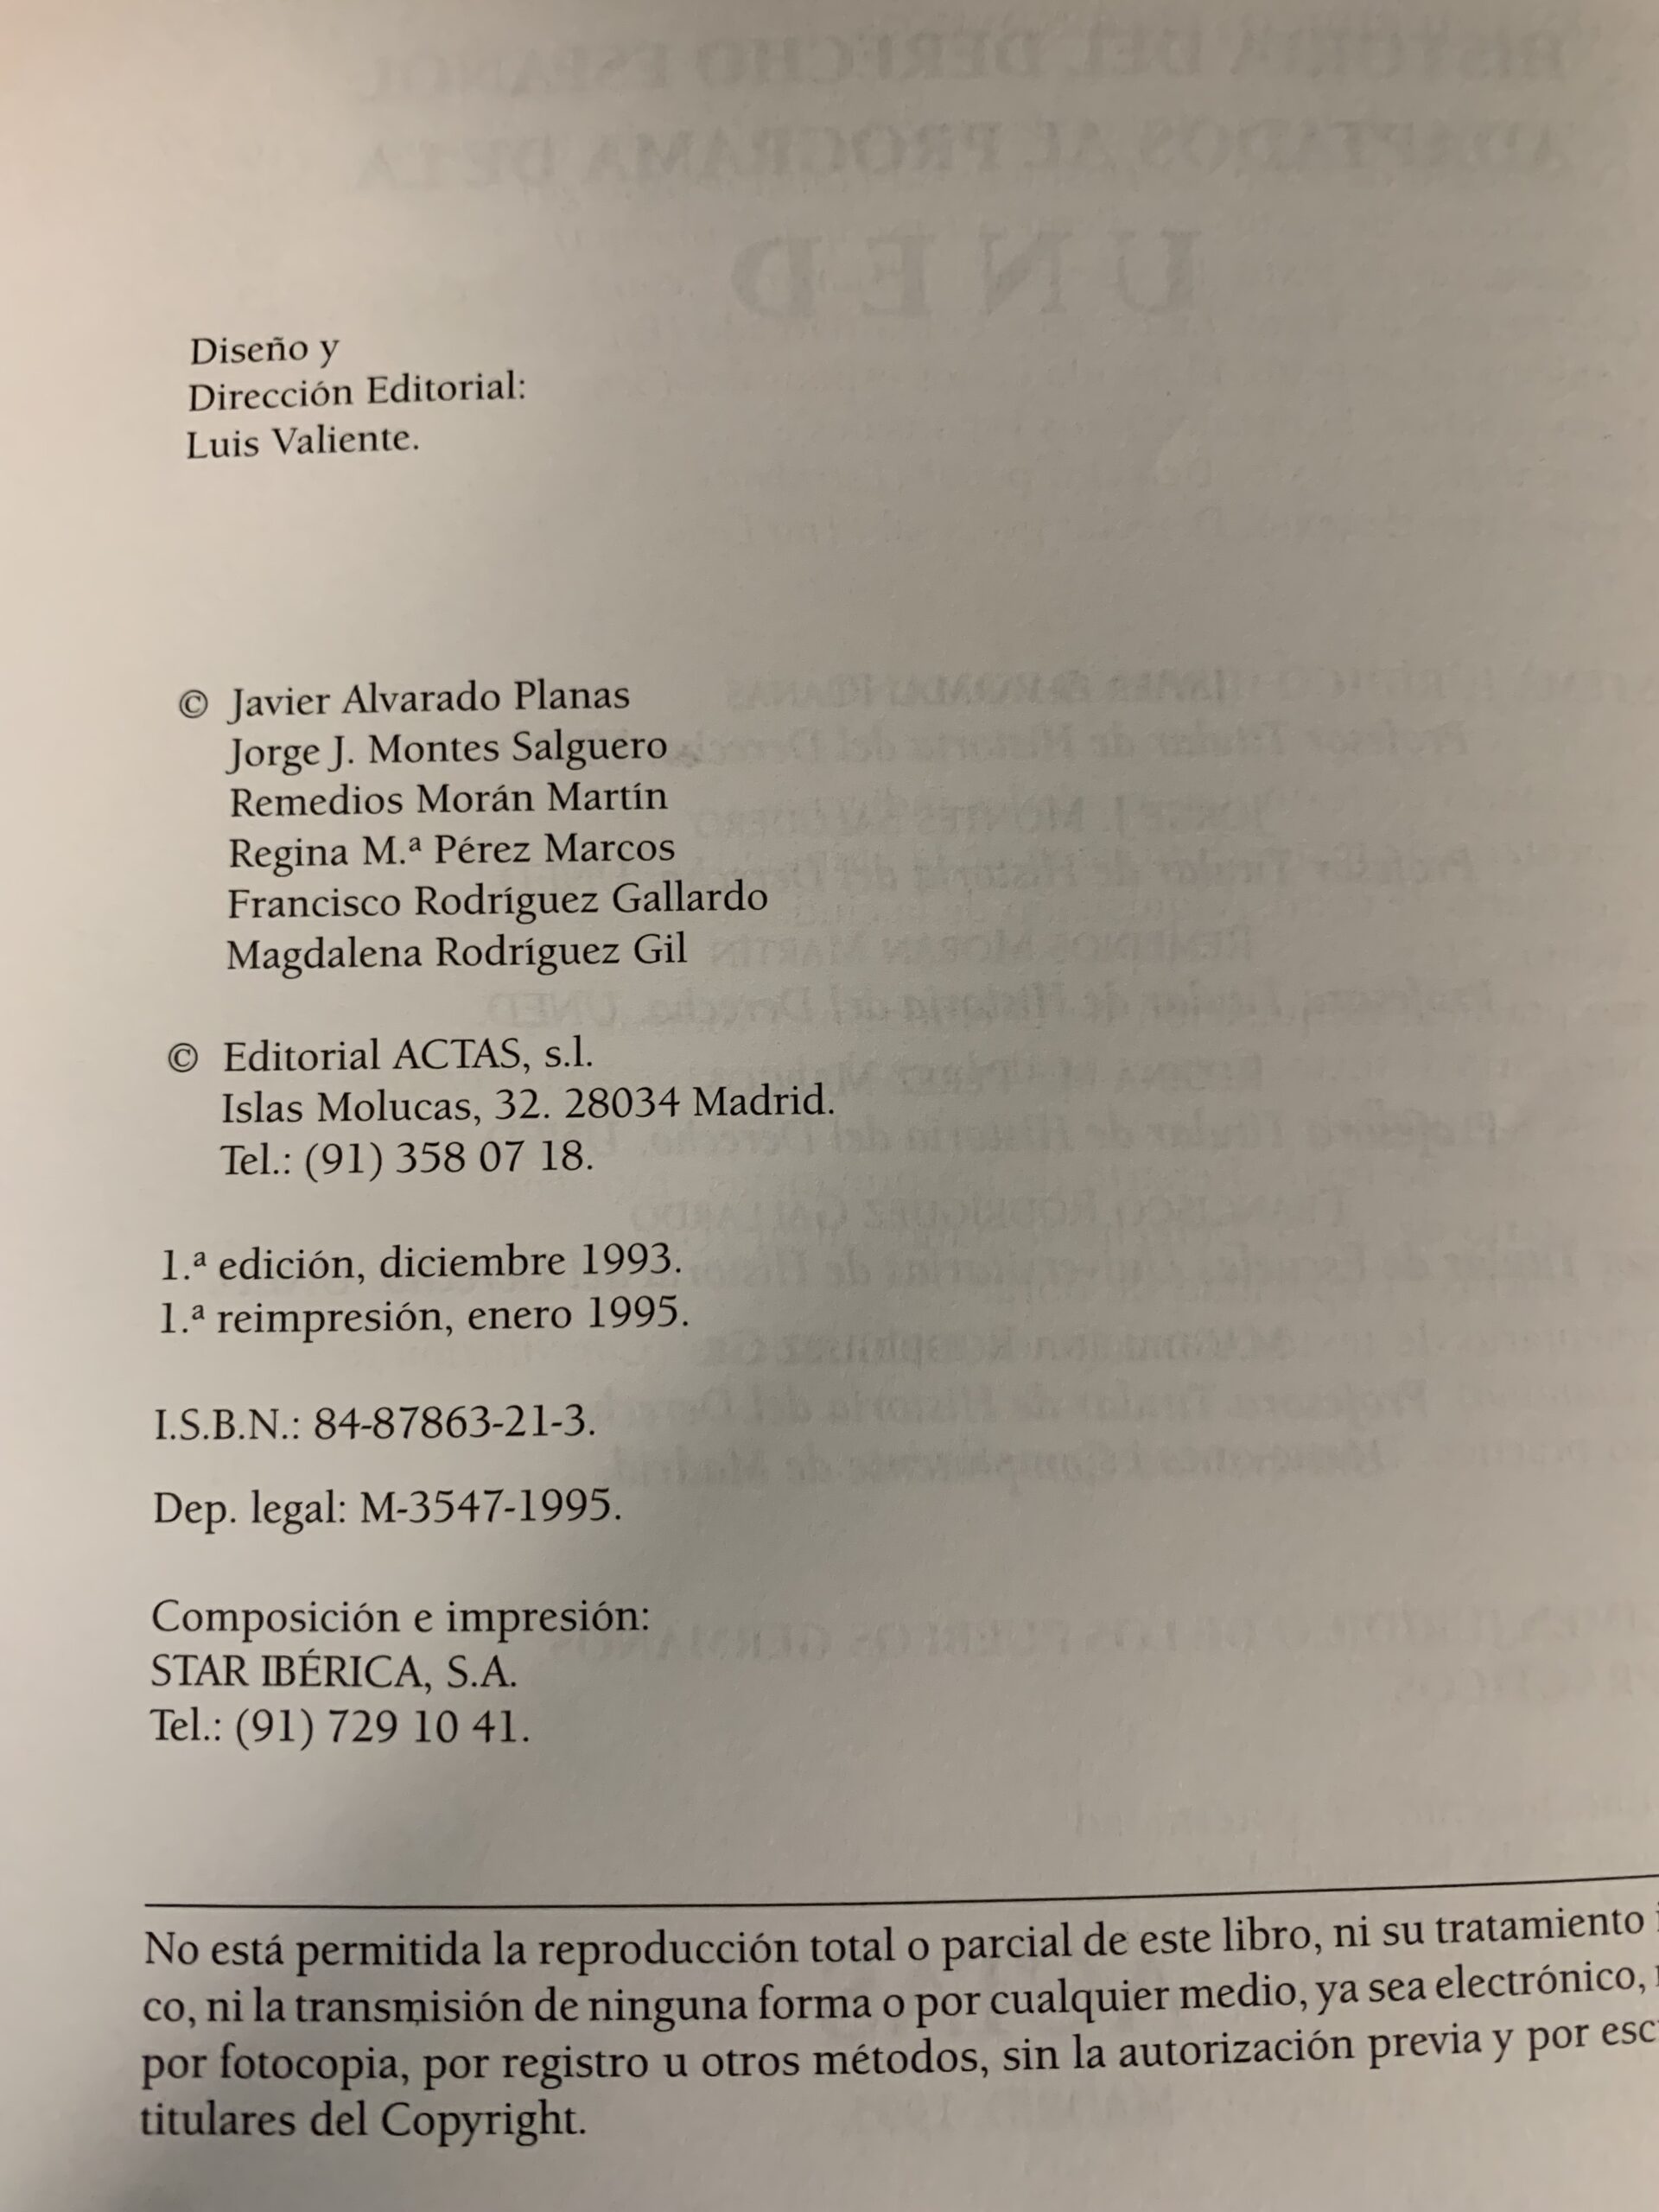 Diseño y
Dirección Editorial:
Luis Valiente.
© Javier Alvarado Planas
Jorge J. Montes Salguero
Remedios Morán Martín
Regina M.ª Pérez Marcos
Francisco Rodríguez Gallardo
Magdalena Rodríguez Gil
© Editorial ACTAS, s.l.
Islas Molucas, 32. 28034 Madrid.
Tel.: (91) 358 07 18.
1.ª edición, diciembre 1993.
1.ª reimpresión, enero 1995.
I.S.B.N.: 84-87863-21-3.
Dep. legal: M-3547-1995.
Composición e impresión:
STAR IBÉRICA, S.A.
Tel.: (91) 729 10 41.
No está permitida la reproducción total o parcial de este libro, ni su tratamiento
co, ni la transmisión de ninguna forma o por cualquier medio, ya sea electrónico,
por fotocopia, por registro u otros métodos, sin la autorización previa y por esc
titulares del Copyright.